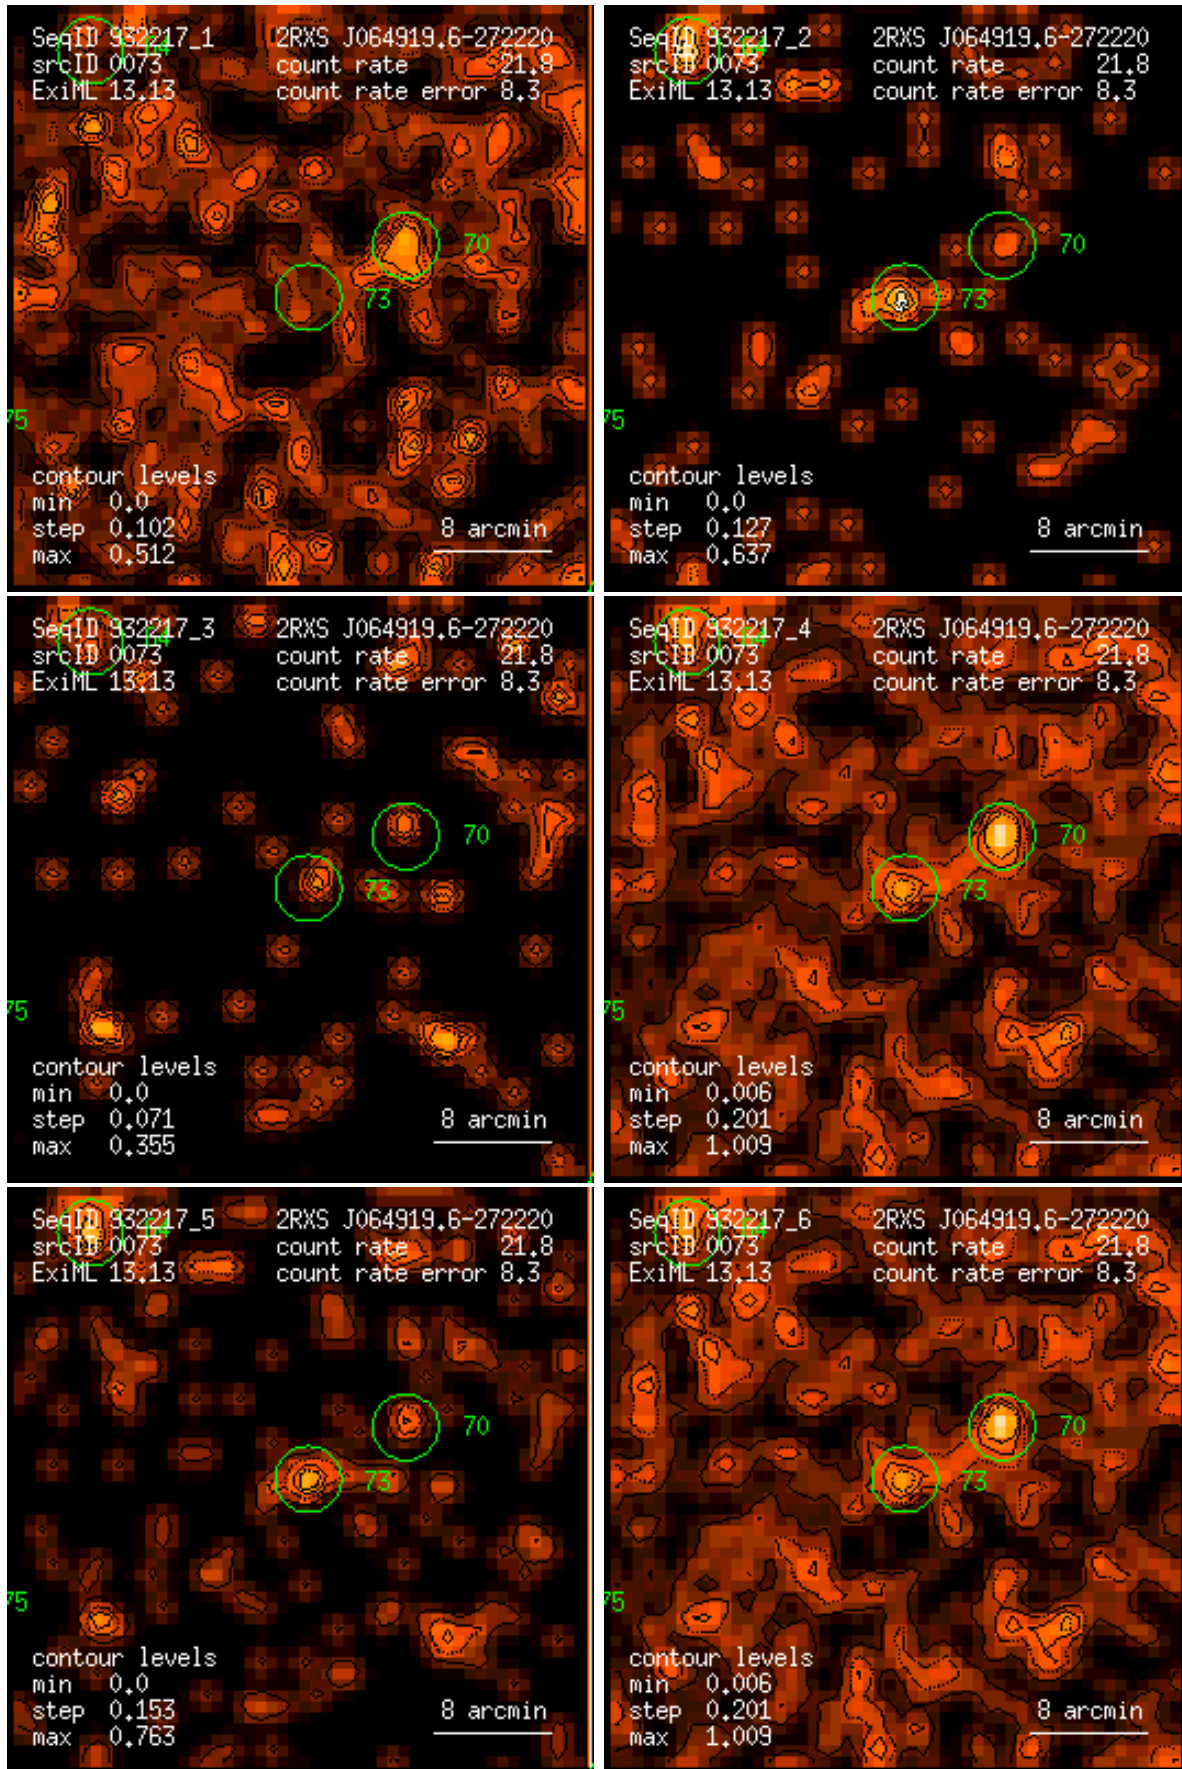 SeqID 932217_1 2RXS J064919.6-272220
srcID 0073 64 count rate 21.8
ExiML 13.13 count rate error 8.3
70
73
75
contour levels
min 0.0
step 0.102 8 arcmin
max 0.512
SeqID 932217_2 2RXS J064919.6-272220
srcID 0073 64 count rate 21.8
ExiML 13.13 count rate error 8.3
70
73
75
contour levels
min 0.0
step 0.127 8 arcmin
max 0.637
SeqID 932217_3 2RXS J064919.6-272220
srcID 0073 64 count rate 21.8
ExiML 13.13 count rate error 8.3
70
73
75
contour levels
min 0.0
step 0.071 8 arcmin
max 0.355
SeqID 932217_4 2RXS J064919.6-272220
srcID 0073 64 count rate 21.8
ExiML 13.13 count rate error 8.3
70
73
75
contour levels
min 0.006
step 0.201 8 arcmin
max 1.009
SeqID 932217_5 2RXS J064919.6-272220
srcID 0073 64 count rate 21.8
ExiML 13.13 count rate error 8.3
70
73
75
contour levels
min 0.0
step 0.153 8 arcmin
max 0.763
SeqID 932217_6 2RXS J064919.6-272220
srcID 0073 64 count rate 21.8
ExiML 13.13 count rate error 8.3
70
73
75
contour levels
min 0.006
step 0.201 8 arcmin
max 1.009